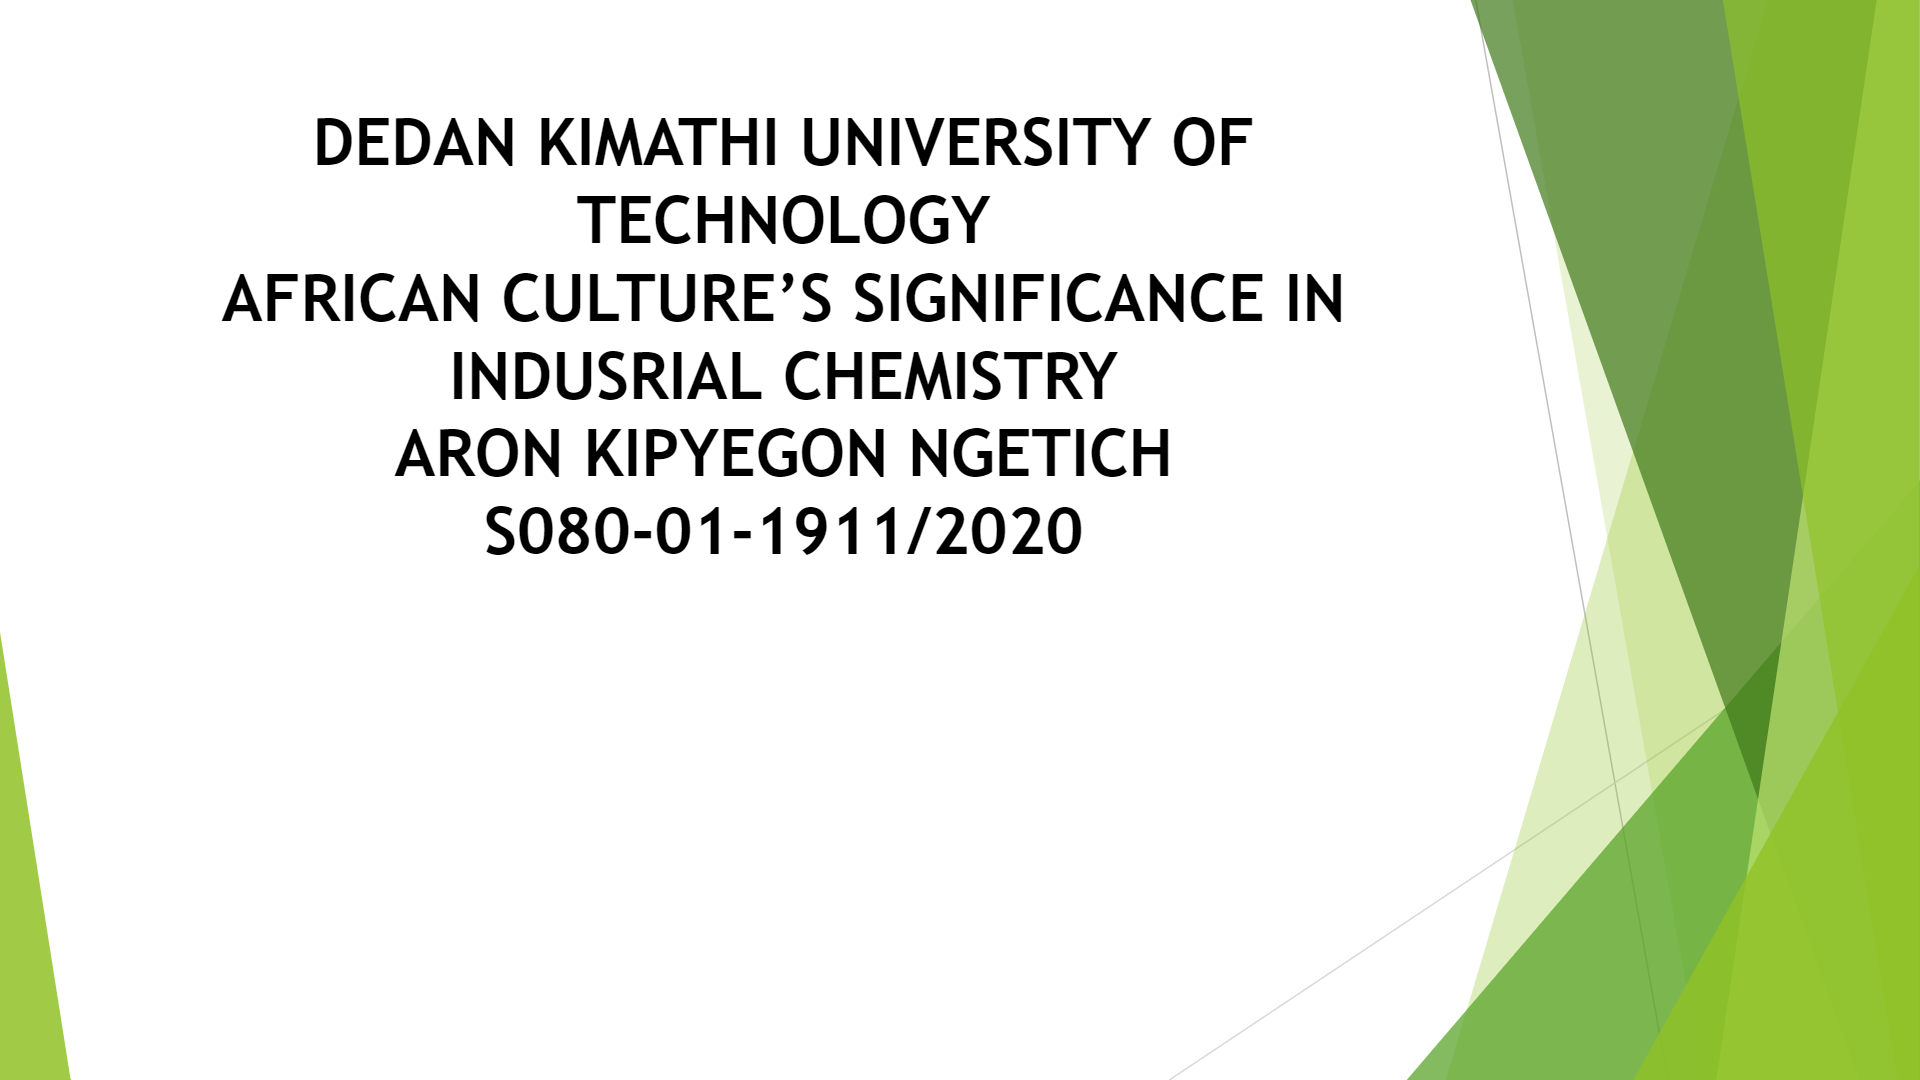 DEDAN KIMATHI UNIVERSITY OF
TECHNOLOGY
AFRICAN CULTURE’S SIGNIFICANCE IN
INDUSRIAL CHEMISTRY
ARON KIPYEGON NGETICH
S080-01-1911/2020